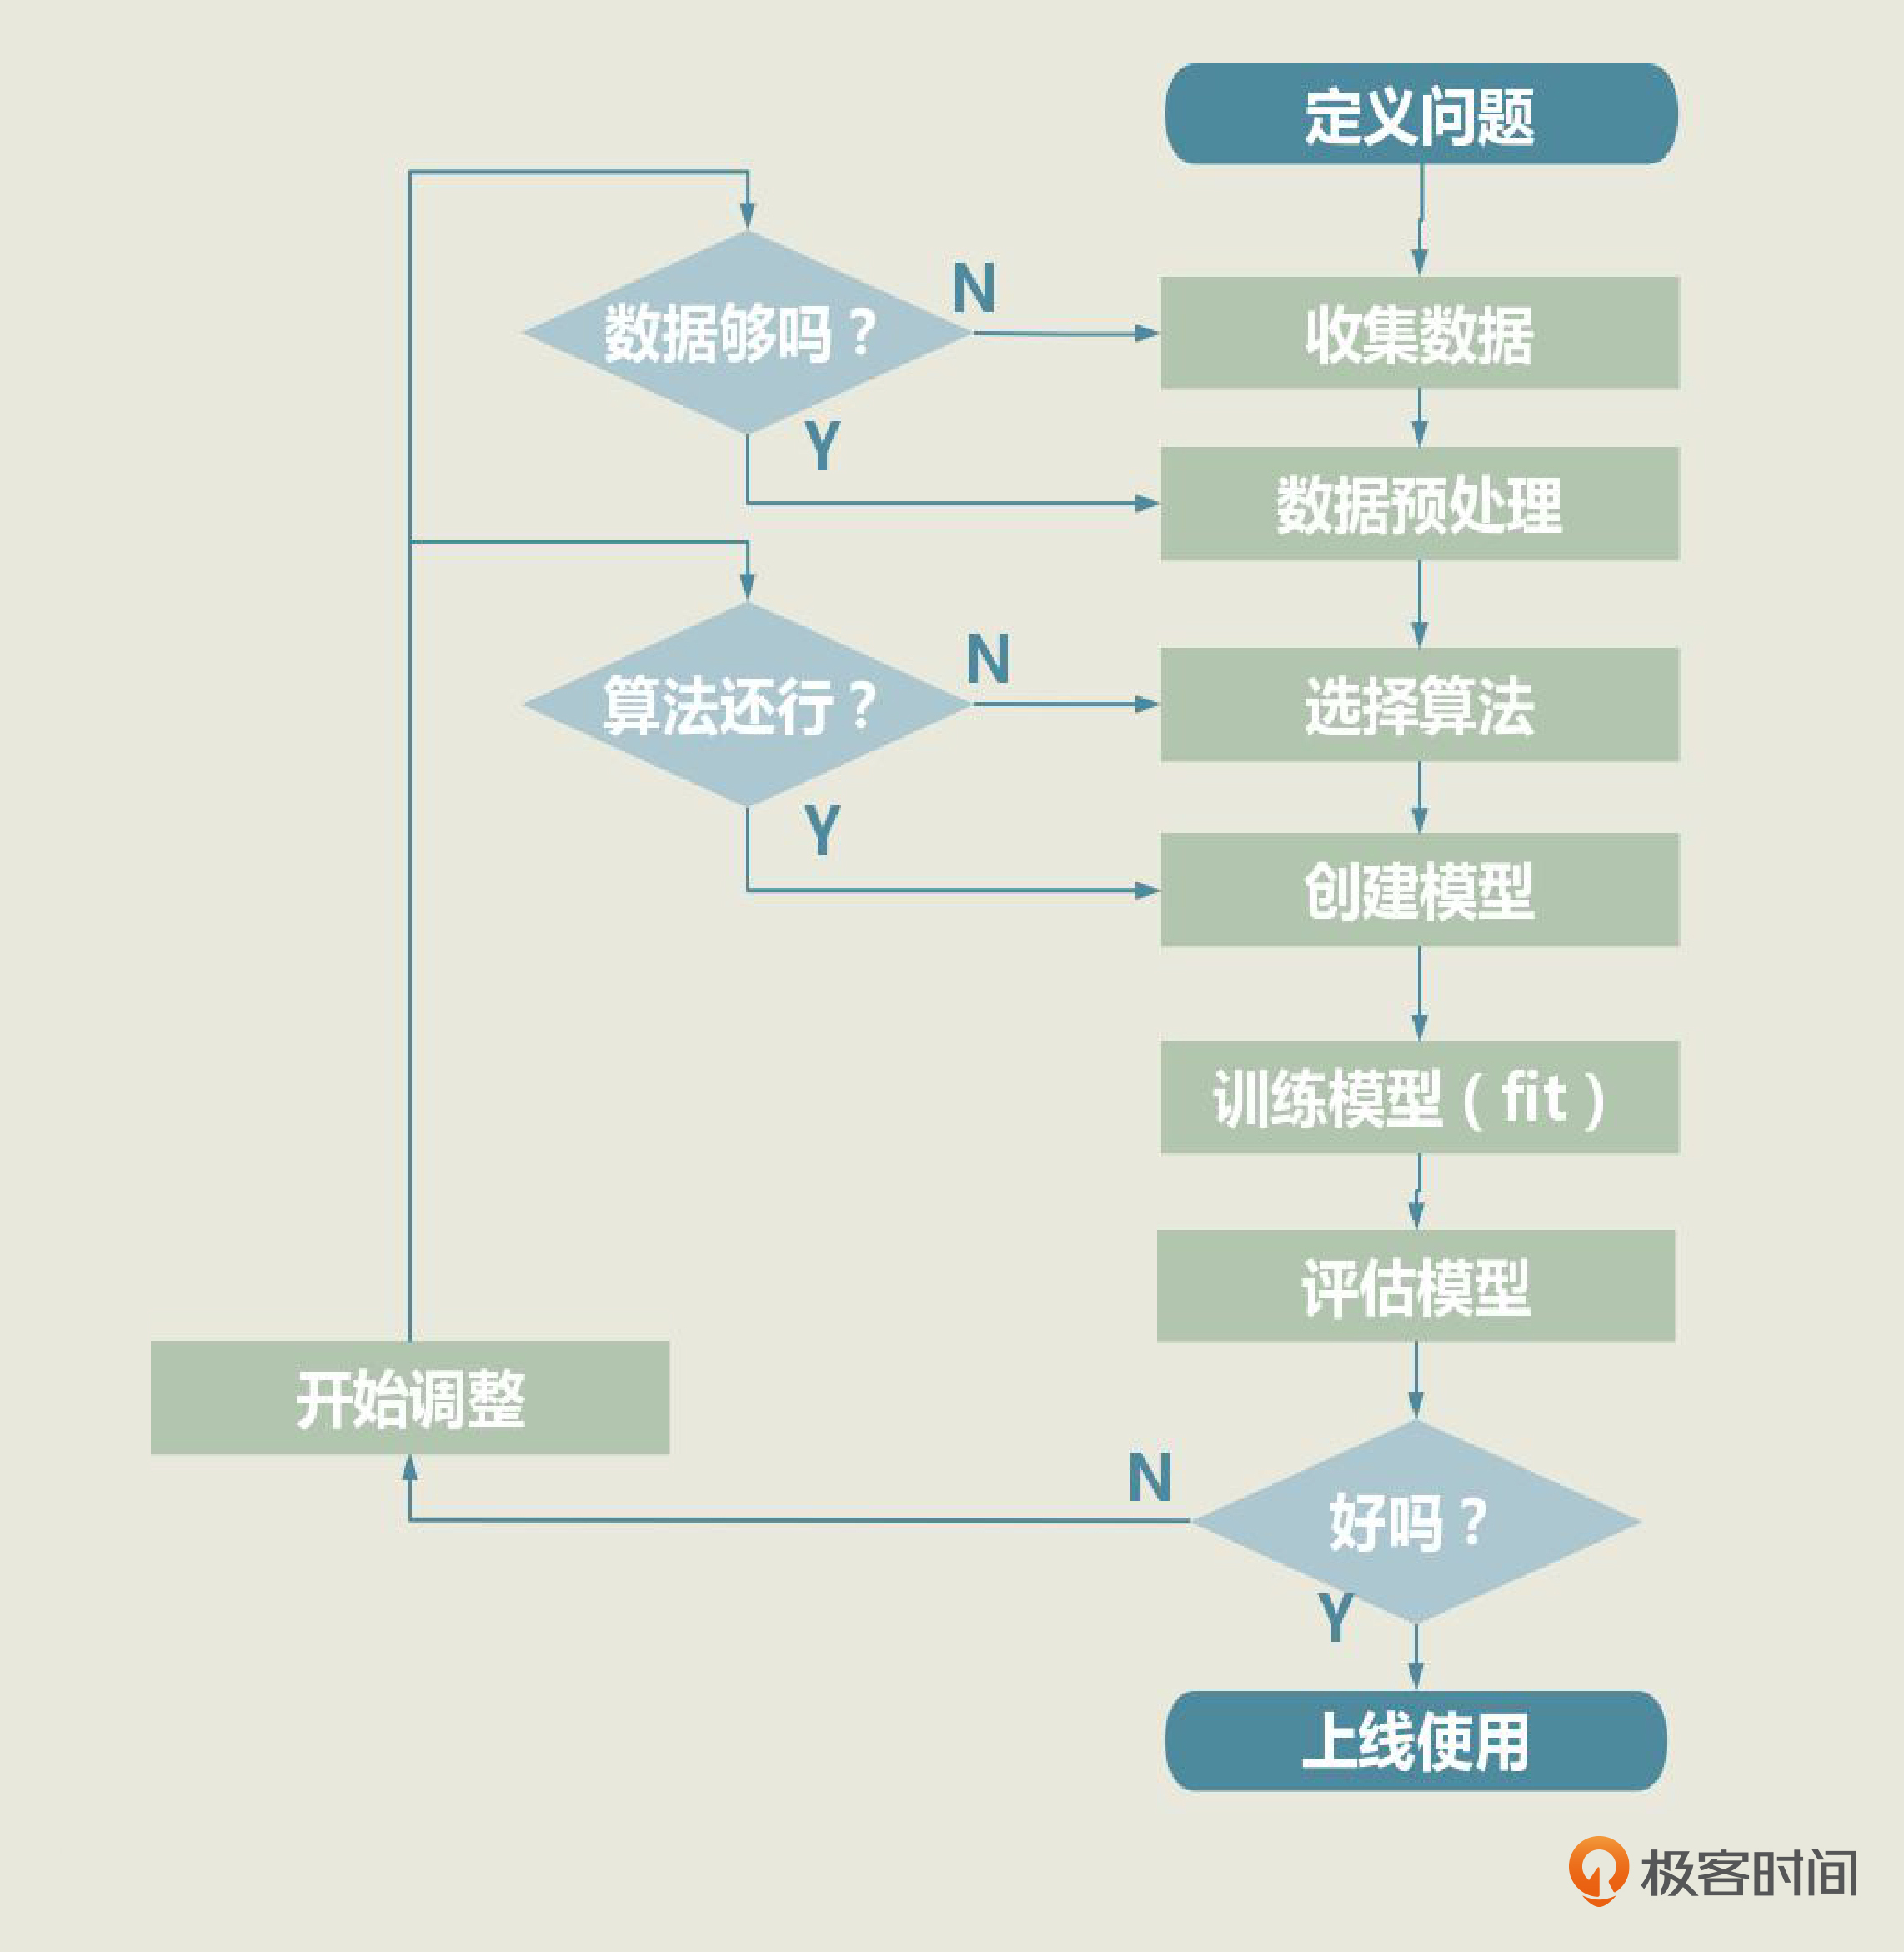 定义问题
数据够吗？
N
收集数据
Y
数据预处理
算法还行？
N
选择算法
Y
创建模型
训练模型（fit）
评估模型
开始调整
N
好吗？
Y
上线使用
极客时间